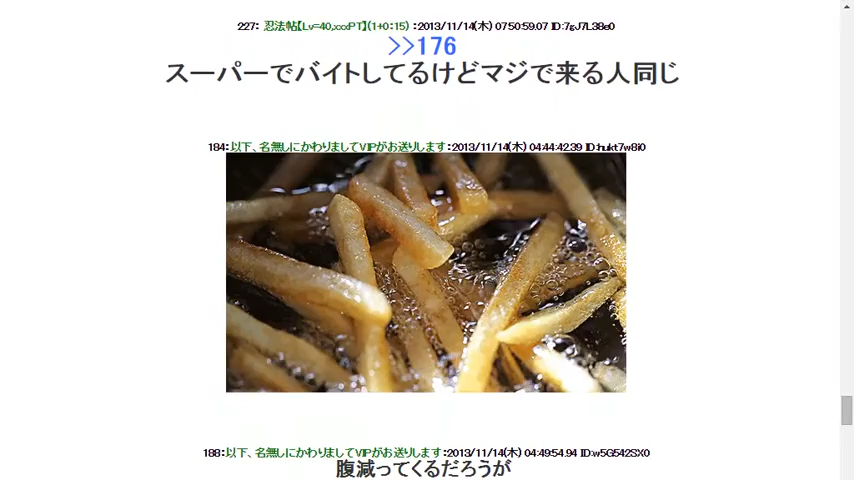 227: 忍法帖【Lv=40,xxxPT】(1+0:15) :2013/11/14(木) 07:50:59.07 ID:7gJ7L38e0
>>176
スーパーでバイトしてるけどマジで来る人同じ
184:以下、名無しにかわりましてVIPがお送りします:2013/11/14(木) 04:44:42.39 ID:hukt7w8i0
188:以下、名無しにかわりましてVIPがお送りします:2013/11/14(木) 04:49:54.94 ID:w5G542SX0
腹減ってくるだろうが